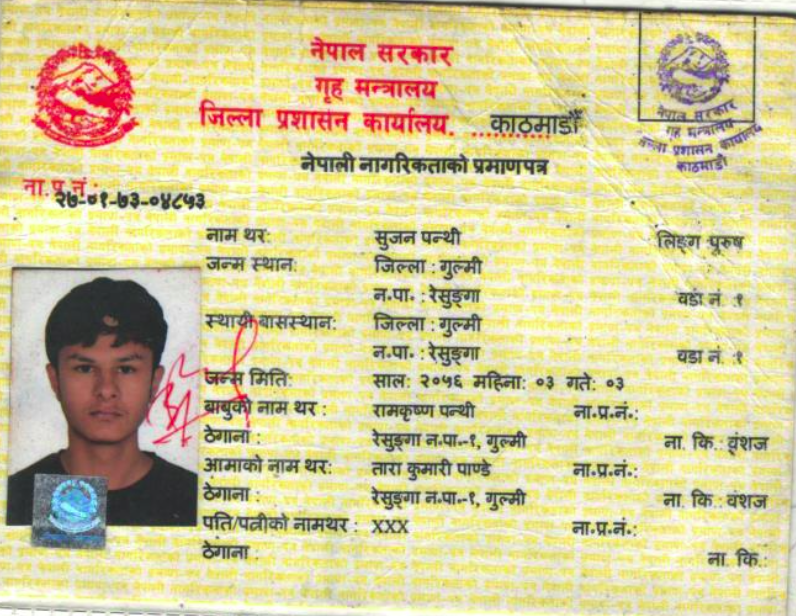 नेपाल सरकार
गृह मन्त्रालय
जिल्ला प्रशासन कार्यालय. ........काठमाडौं
नेपाल सरकार
गृह मन्त्रालय
जिल्ला प्रशासन कार्यालय
काठमाडौं
नेपाली नागरिकताको प्रमाणपत्र
ना.प्र.नं.:
२७-०१-७३-०४८५३
नाम थर: सुजन पन्थी लिङ्ग पूरुष
जन्म स्थान: जिल्ला : गुल्मी
न.पा. : रेसुङ्गा वडा नं १
स्थायी बासस्थान: जिल्ला : गुल्मी
न.पा. : रेसुङ्गा वडा नं १
जन्म मिति: साल: २०५६ महिना: ०३ गते: ०३
बाबुको नाम थर : रामकृष्ण पन्थी ना.प्र.नं.:
ठेगाना : रेसुङ्गा न.पा.-१, गुल्मी ना. कि.: वंशज
आमाको नाम थर: तारा कुमारी पाण्डे ना.प्र.नं.:
ठेगाना : रेसुङ्गा न.पा.-१, गुल्मी ना. कि.: वंशज
पति/पत्नीको नामथर : XXX ना.प्र.नं.:
ठेगाना : ना. कि.: